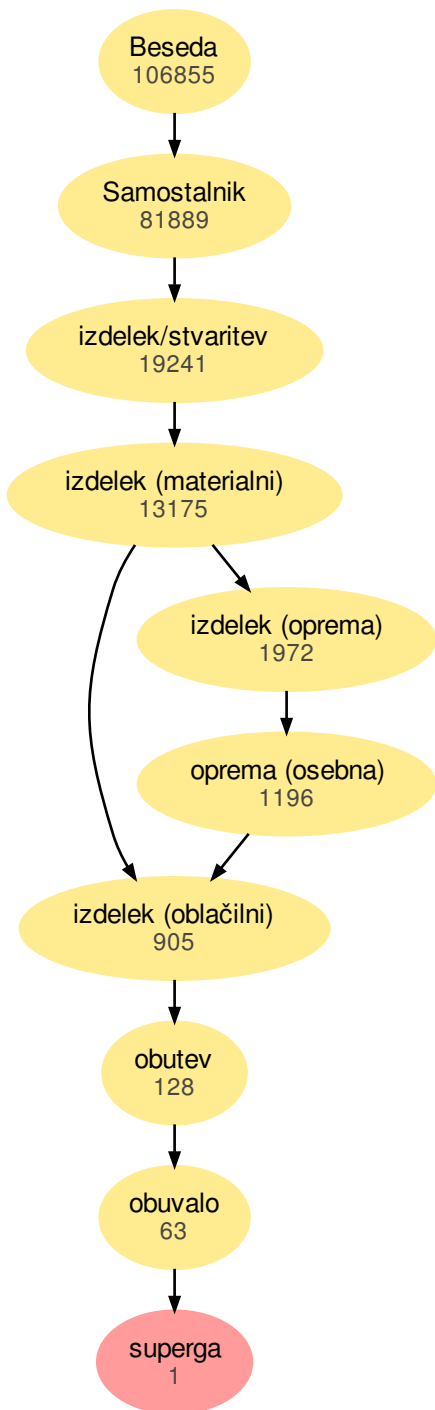 Beseda
106855
Samostalnik
81889
izdelek/stvaritev
19241
izdelek (materialni)
13175
izdelek (oprema)
1972
oprema (osebna)
1196
izdelek (oblačilni)
905
obutev
128
obuvalo
63
superga
1